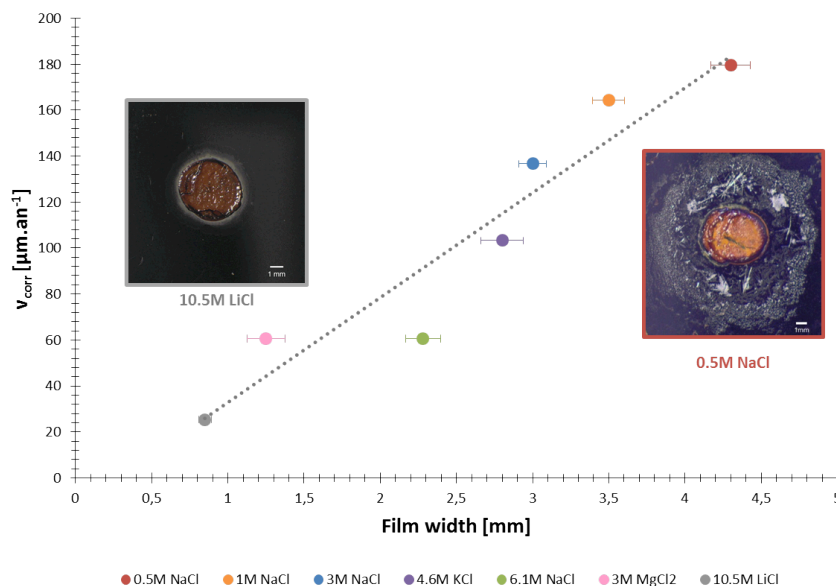 200
180
160
140
120
100
80
60
40
20
0
v_corr [µm.an⁻¹]
1 mm
10.5M LiCl
1mm
0.5M NaCl
0 0,5 1 1,5 2 2,5 3 3,5 4 4,5 5
Film width [mm]
0.5M NaCl 1M NaCl 3M NaCl 4.6M KCl 6.1M NaCl 3M MgCl2 10.5M LiCl